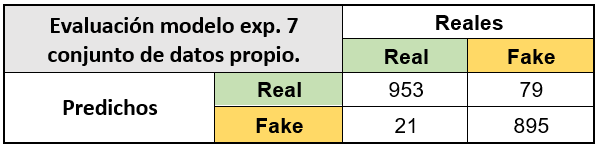 Evaluación modelo exp. 7
conjunto de datos propio.
Reales
Real Fake
Predichos
Real 953 79
Fake 21 895